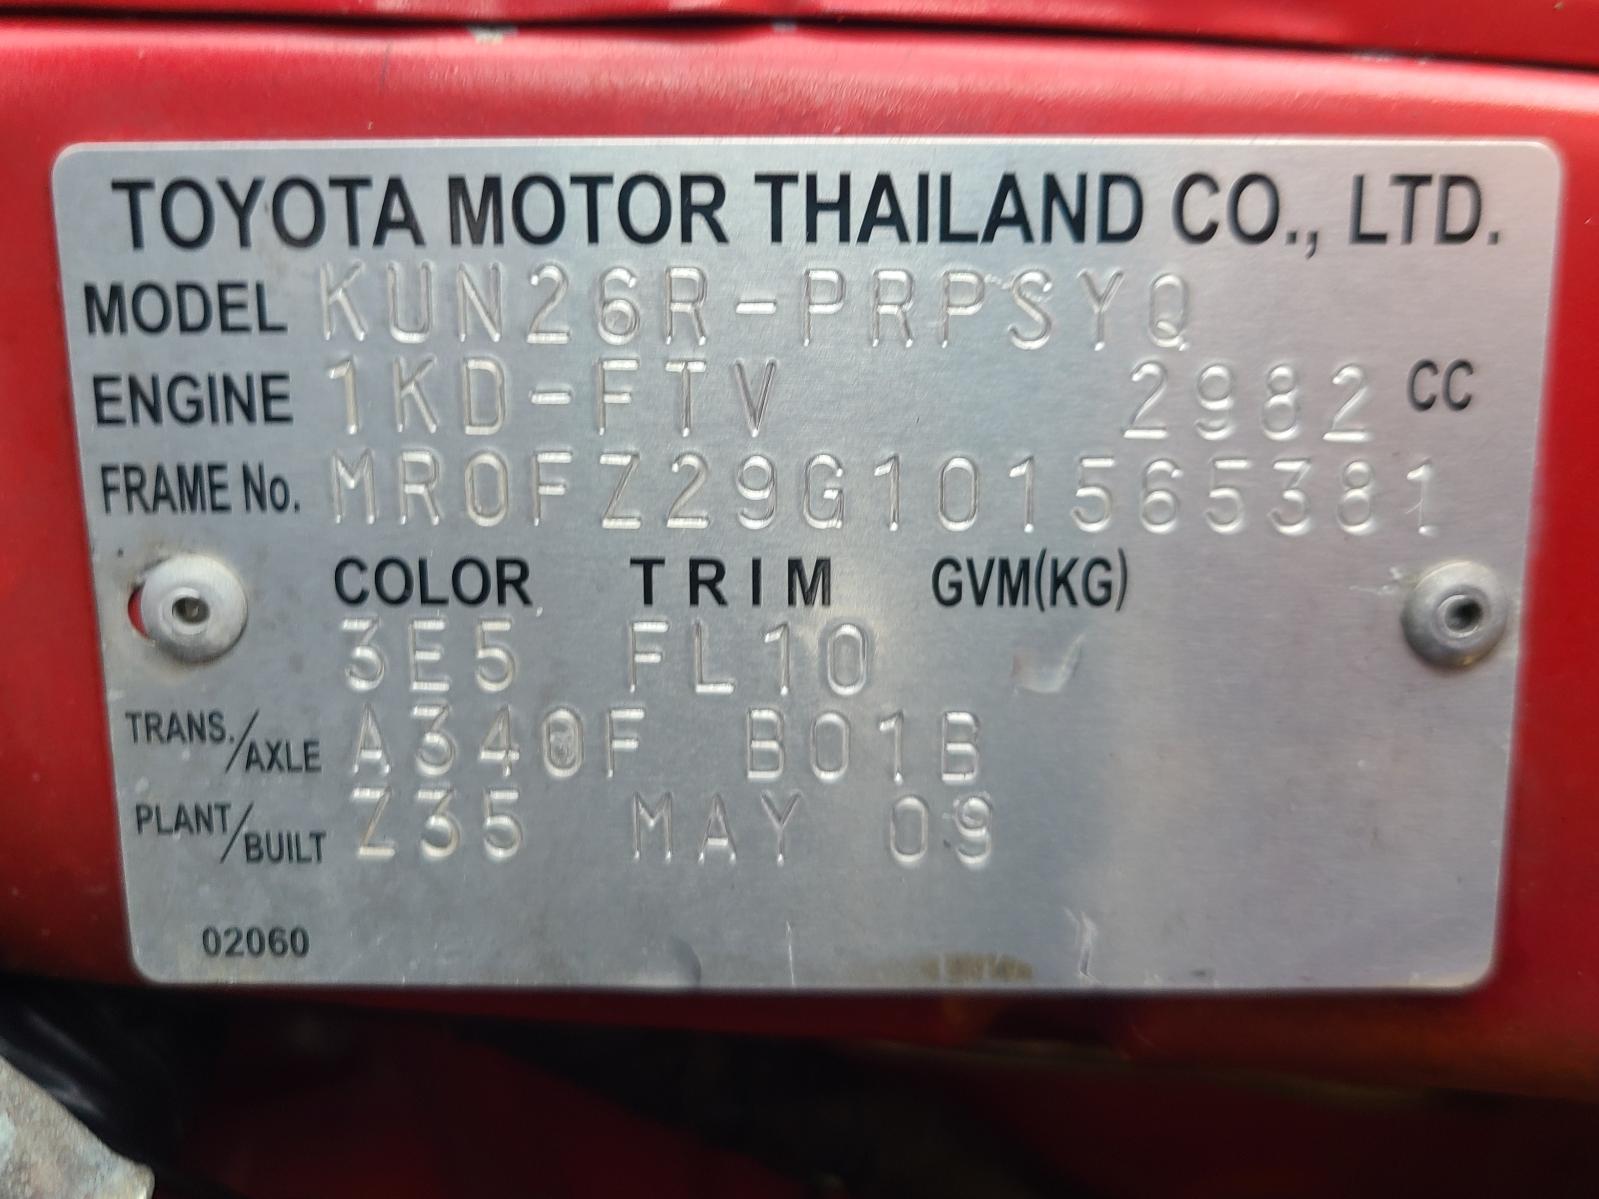 TOYOTA MOTOR THAILAND CO., LTD.
MODEL KUN26R-PRPSYQ
ENGINE 1KD-FTV 2982 CC
FRAME No. MR0FZ29G101565381
COLOR TRIM GVM(KG)
3E5 FL10
TRANS./AXLE A340F B01B
PLANT/BUILT Z35 MAY 09
02060